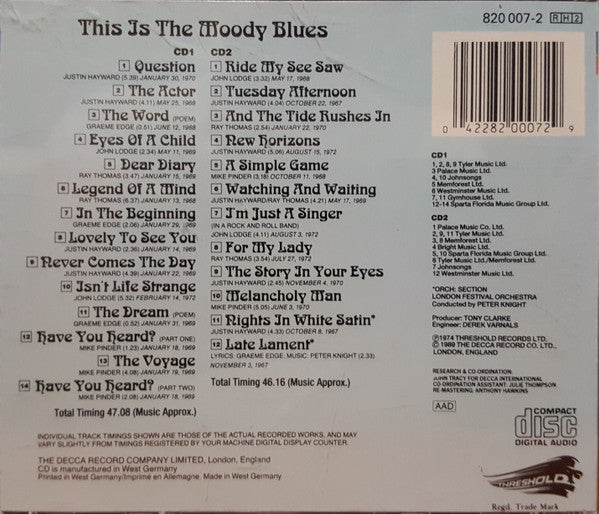 This Is The Moody Blues
820 007-2 RH2
CD1
1 Question
JUSTIN HAYWARD (5.39) JANUARY 30, 1970
2 The Actor
JUSTIN HAYWARD (4.11) MAY 25, 1968
3 The Word (POEM)
GRAEME EDGE (0.51) JUNE 12, 1968
4 Eyes Of A Child
JOHN LODGE (2.34) MAY 11, 1969
5 Dear Diary
RAY THOMAS (3.47) JANUARY 15, 1969
6 Legend Of A Mind
RAY THOMAS (6.37) JANUARY 13, 1968
7 In The Beginning
GRAEME EDGE (2.06) JANUARY 29, 1969
8 Lovely To See You
JUSTIN HAYWARD (2.36) JANUARY 14, 1969
9 Never Comes The Day
JUSTIN HAYWARD (4.39) JANUARY 22, 1969
10 Isn't Life Strange
JOHN LODGE (5.32) FEBRUARY 14, 1972
11 The Dream (POEM)
GRAEME EDGE (0.52) JANUARY 31, 1969
12 Have You Heard? (PART ONE)
MIKE PINDER (1.23) JANUARY 18, 1969
13 The Voyage
MIKE PINDER (4.08) JANUARY 19, 1969
14 Have You Heard? (PART TWO)
MIKE PINDER (2.32) JANUARY 21, 1969
Total Timing 47.08 (Music Approx.)
CD2
1 Ride My See Saw
JOHN LODGE (3.32) MAY 17, 1968
2 Tuesday Afternoon
JUSTIN HAYWARD (4.04) OCTOBER 22, 1967
3 And The Tide Rushes In
RAY THOMAS (2.54) JANUARY 22, 1970
4 New Horizons
JUSTIN HAYWARD (5.06) AUGUST 15, 1972
5 A Simple Game
MIKE PINDER (3.18) OCTOBER 11, 1968
6 Watching And Waiting
JUSTIN HAYWARD/RAY THOMAS (4.21) MAY 17, 1969
7 I'm Just A Singer
(IN A ROCK AND ROLL BAND)
JOHN LODGE (4.11) AUGUST 3, 1972
8 For My Lady
RAY THOMAS (3.54) JULY 27, 1972
9 The Story In Your Eyes
JUSTIN HAYWARD (2.45) NOVEMBER 4, 1970
10 Melancholy Man
MIKE PINDER (5.05) JUNE 3, 1970
11 Nights In White Satin*
JUSTIN HAYWARD (4.33) OCTOBER 8, 1967
12 Late Lament*
LYRICS: GRAEME EDGE; MUSIC: PETER KNIGHT (2.33)
NOVEMBER 3, 1967
Total Timing 46.16 (Music Approx.)
0 42282 00072 9
CD1
1, 2, 8, 9 Tyler Music Ltd.
3 Palace Music Ltd.
4, 10 Johnsongs
5 Memforest Ltd.
6 Westminster Music Ltd.
7, 11 Gymhouse Ltd.
12-14 Sparta Florida Music Group Ltd.
CD2
1 Palace Music Co. Ltd.
2, 9, 11 Tyler Music Ltd.
3, 8 Memforest Ltd.
4 Bright Music Ltd.
5, 10 Sparta Florida Music Group Ltd.
6 Tyler Music Ltd./Memforest Ltd.
7 Johnsongs
12 Westminster Music Ltd.
*ORCH: SECTION
LONDON FESTIVAL ORCHESTRA
Conducted by PETER KNIGHT
Producer: TONY CLARKE
Engineer: DEREK VARNALS
Ⓟ1974 THRESHOLD RECORDS LTD.
©1989 THE DECCA RECORD CO. LTD.,
LONDON, ENGLAND
RESEARCH & CO-ORDINATION:
JOHN TRACY FOR DECCA INTERNATIONAL
CO ORDINATION ASSISTANT: JULIE THOMPSON
RE-MASTERING: ANTHONY HAWKINS
AAD
COMPACT
disc
DIGITAL AUDIO
INDIVIDUAL TRACK TIMINGS SHOWN ARE THOSE OF THE ACTUAL RECORDED WORKS, AND MAY
VARY SLIGHTLY FROM TIMINGS REGISTERED BY YOUR MACHINE DIGITAL DISPLAY COUNTER.
THE DECCA RECORD COMPANY LIMITED, London, England
CD is manufactured in West Germany
Printed in West Germany/Imprimé en Allemagne. Made in West Germany
THRESHOLD
Regd. Trade Mark